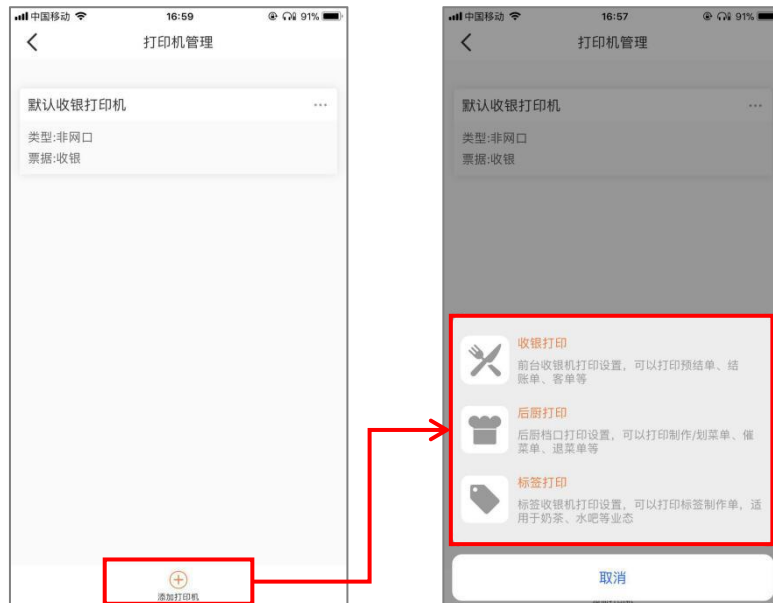 中国移动 16:59 91%
打印机管理
默认收银打印机
类型:非网口
票据:收银
添加打印机
中国移动 16:57 91%
打印机管理
默认收银打印机
类型:非网口
票据:收银
收银打印
前台收银机打印设置,可以打印预结单、结
账单、客单等
后厨打印
后厨档口打印设置,可以打印制作/划菜单、催
菜单、退菜单等
标签打印
标签收银机打印设置,可以打印标签制作单,适
用于奶茶、水吧等业态
取消